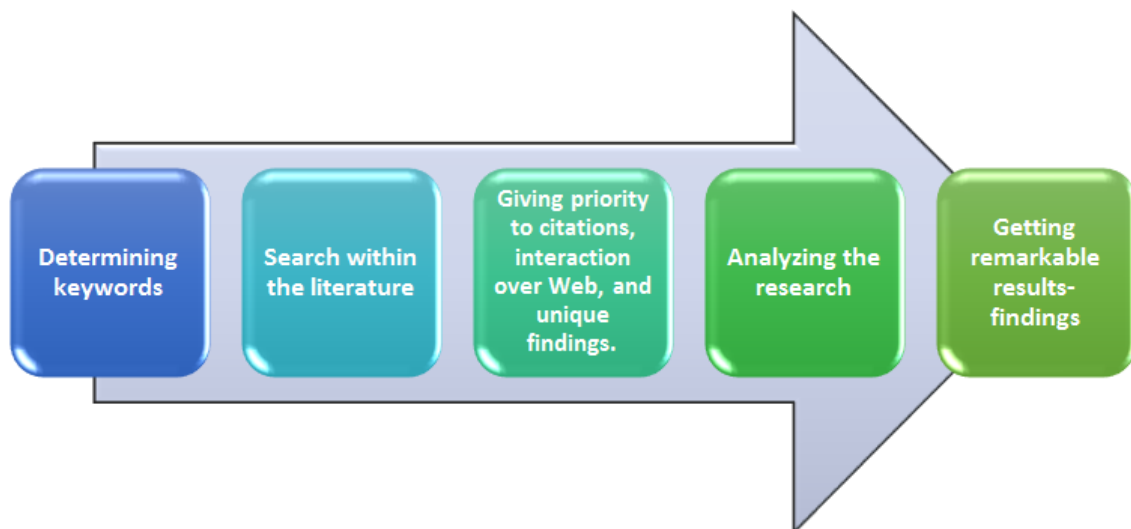 Determining
keywords
Search within
the literature
Giving priority
to citations,
interaction
over Web, and
unique
findings.
Analyzing the
research
Getting
remarkable
results-
findings